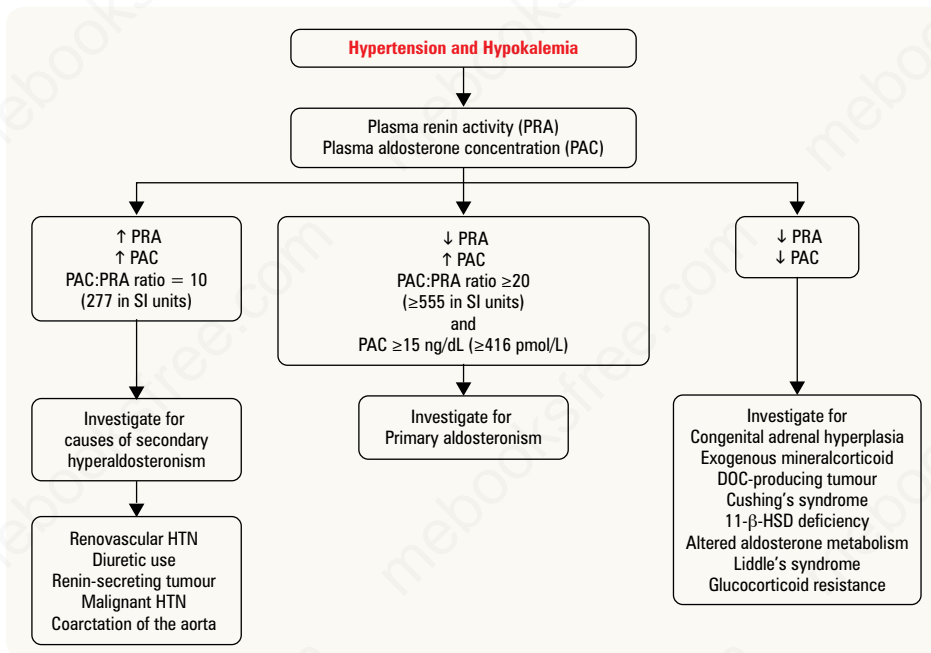 Hypertension and Hypokalemia
Plasma renin activity (PRA)
Plasma aldosterone concentration (PAC)
↑ PRA
↑ PAC
PAC:PRA ratio = 10
(277 in SI units)
↓ PRA
↑ PAC
PAC:PRA ratio ≥20
(≥555 in SI units)
and
PAC ≥15 ng/dL (≥416 pmol/L)
↓ PRA
↓ PAC
Investigate for
causes of secondary
hyperaldosteronism
Investigate for
Primary aldosteronism
Investigate for
Congenital adrenal hyperplasia
Exogenous mineralcorticoid
DOC-producing tumour
Cushing's syndrome
11-β-HSD deficiency
Altered aldosterone metabolism
Liddle's syndrome
Glucocorticoid resistance
Renovascular HTN
Diuretic use
Renin-secreting tumour
Malignant HTN
Coarctation of the aorta
mebooksfree.com